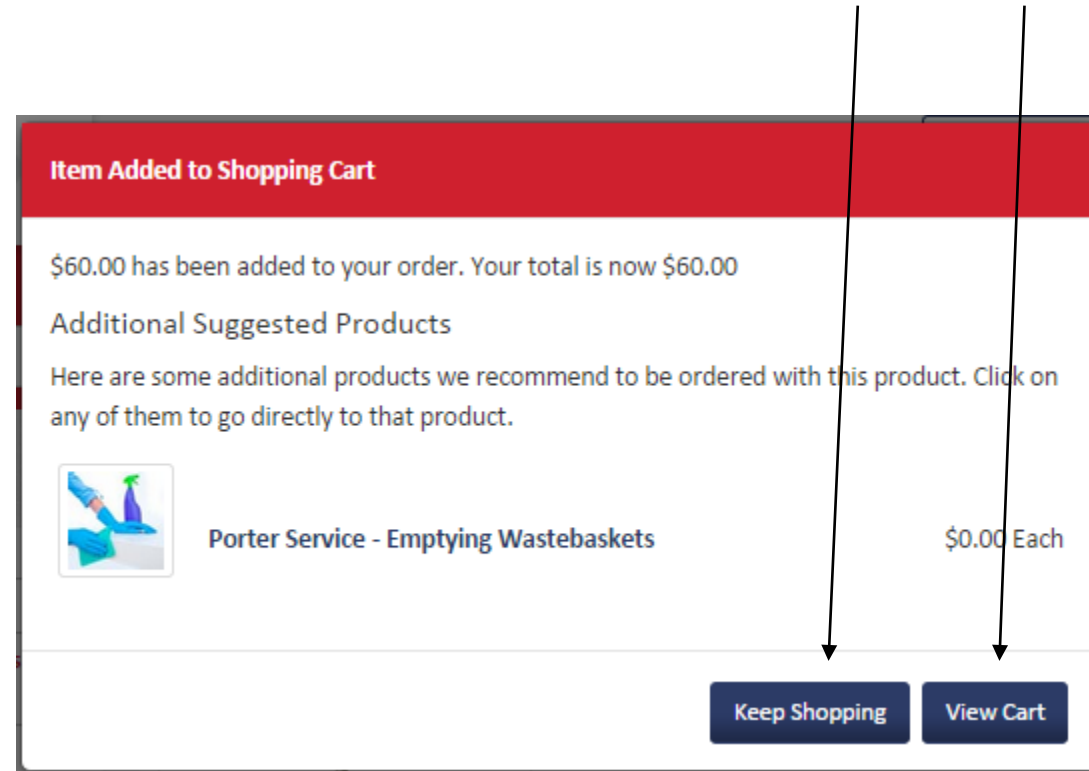 Item Added to Shopping Cart
$60.00 has been added to your order. Your total is now $60.00
Additional Suggested Products
Here are some additional products we recommend to be ordered with this product. Click on
any of them to go directly to that product.
Porter Service - Emptying Wastebaskets $0.00 Each
Keep Shopping View Cart